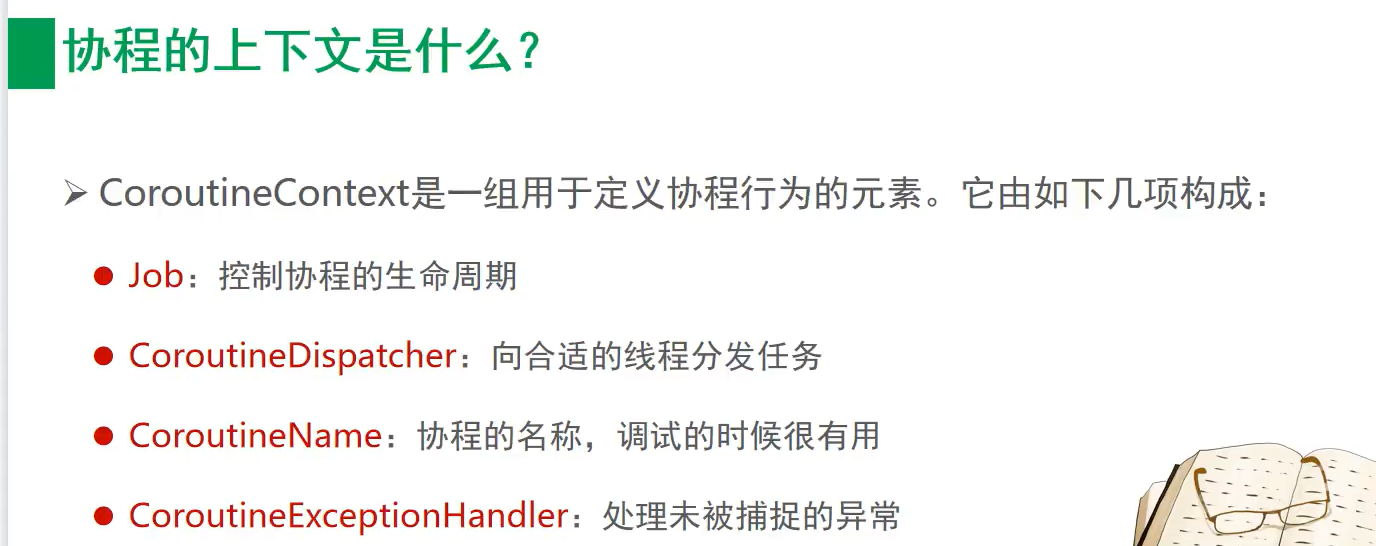 协程的上下文是什么？
CoroutineContext是一组用于定义协程行为的元素。它由如下几项构成：
Job：控制协程的生命周期
CoroutineDispatcher：向合适的线程分发任务
CoroutineName：协程的名称，调试的时候很有用
CoroutineExceptionHandler：处理未被捕捉的异常